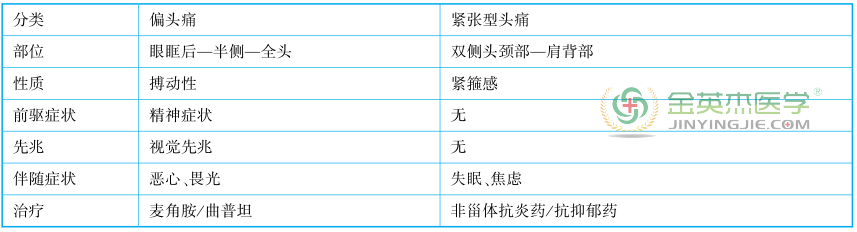 分类 偏头痛 紧张型头痛
部位 眼眶后—半侧—全头 双侧头颈部—肩背部
性质 搏动性 紧箍感
前驱症状 精神症状 无
先兆 视觉先兆 无
伴随症状 恶心、畏光 失眠、焦虑
治疗 麦角胺/曲普坦 非甾体抗炎药/抗抑郁药
金英杰医学®
JINYINGJIE.COM